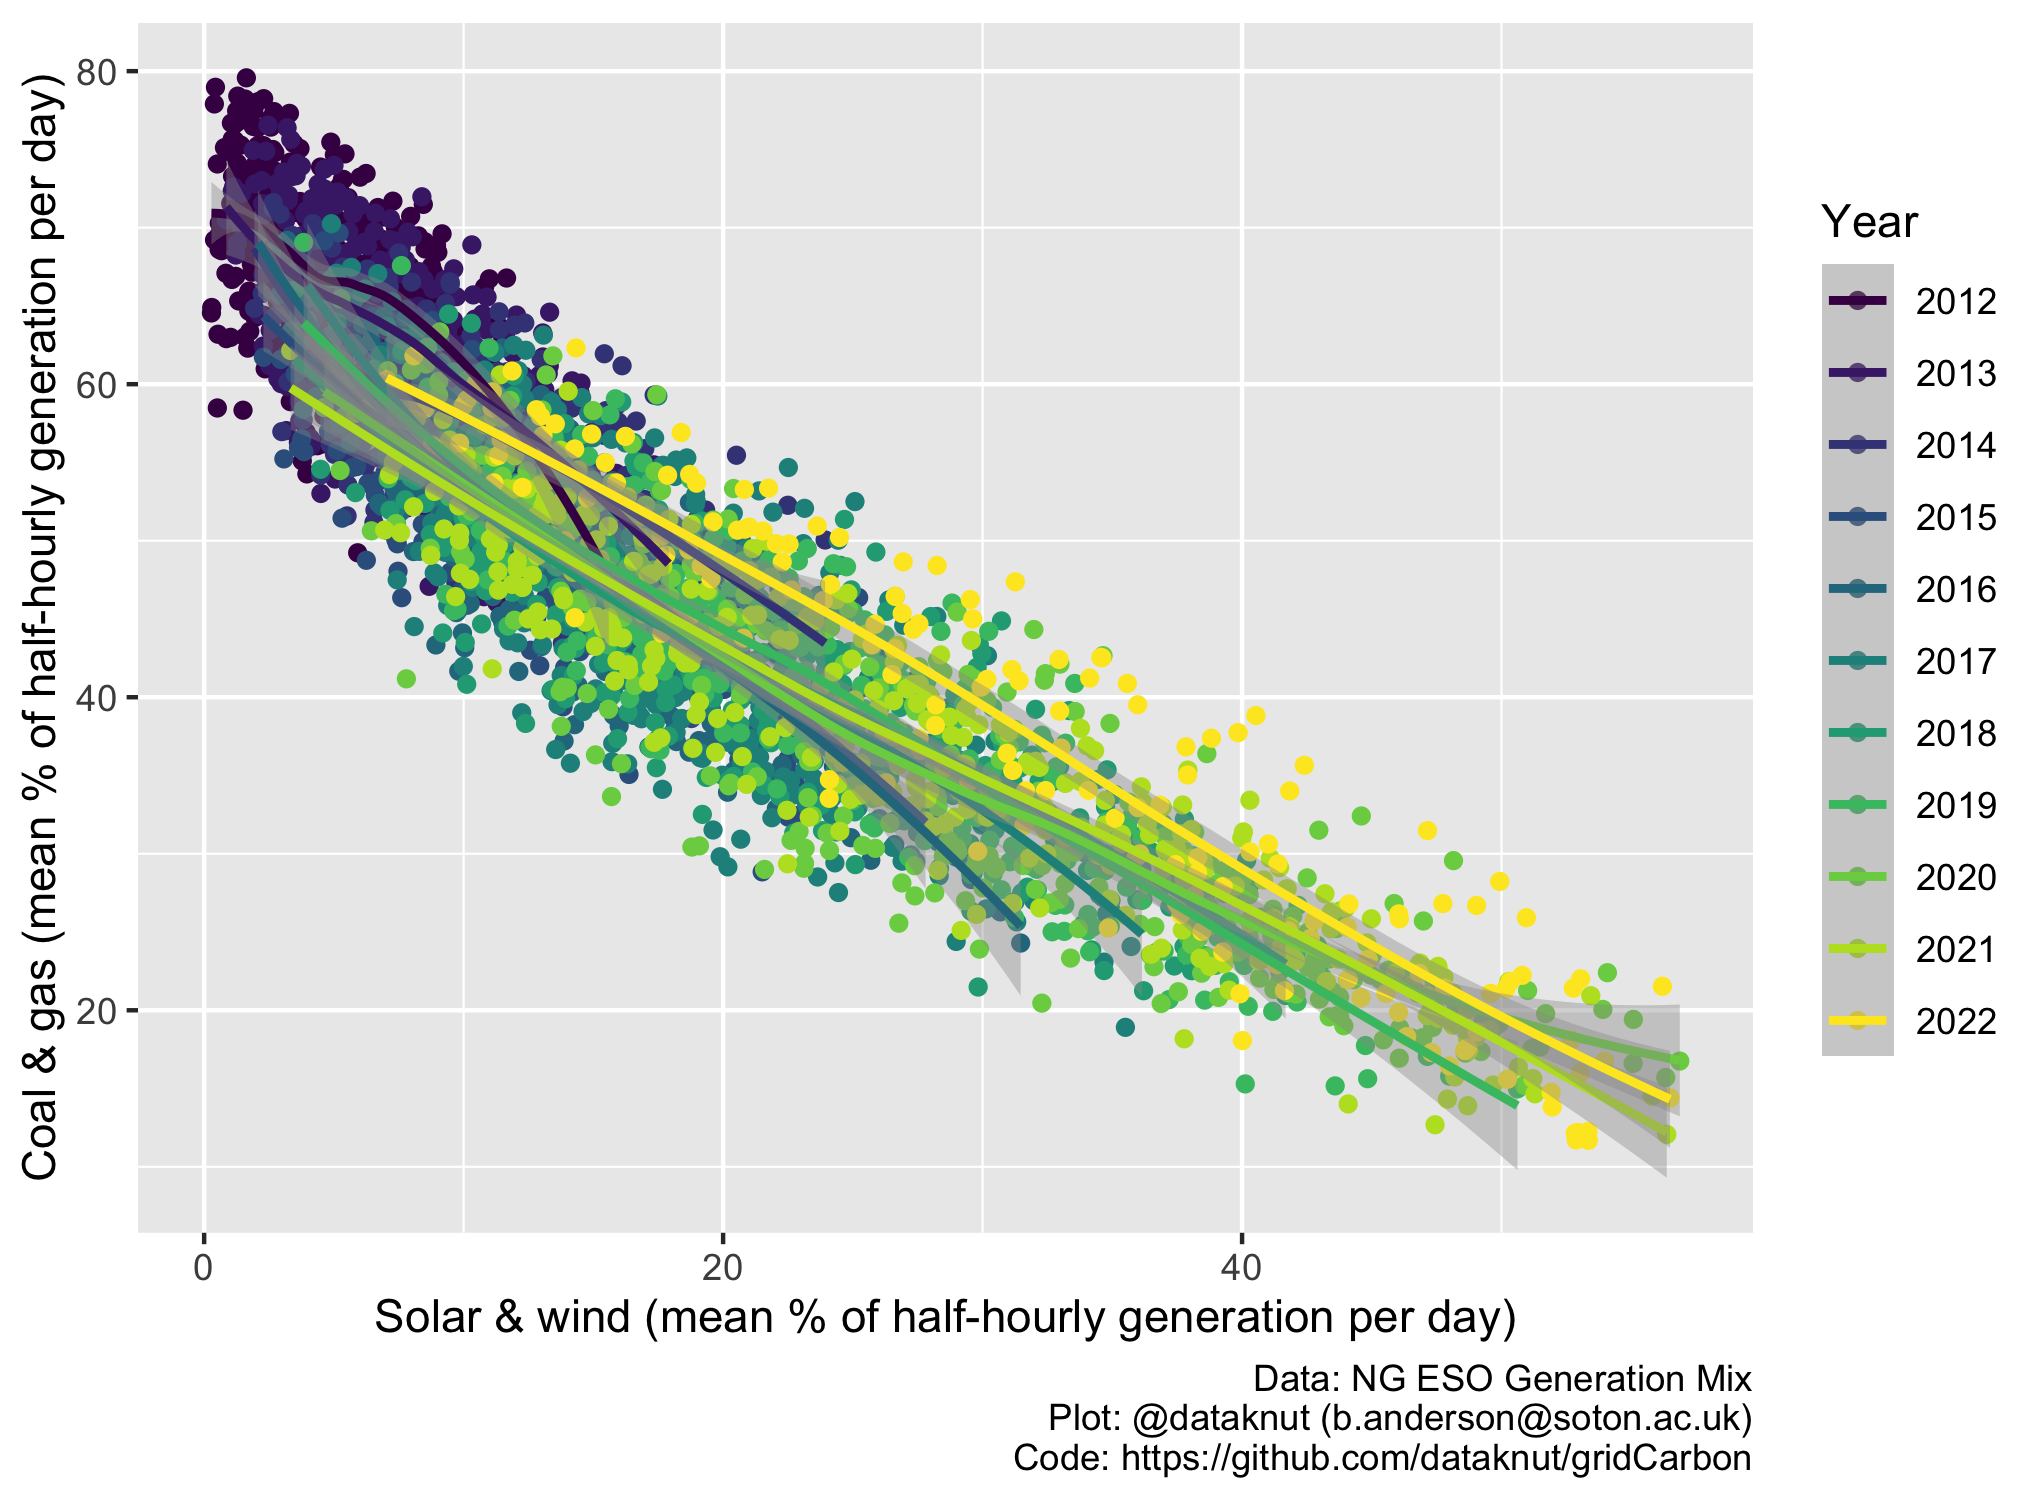 80
60
40
20
Coal & gas (mean % of half-hourly generation per day)
0 20 40
Solar & wind (mean % of half-hourly generation per day)
Year
2012
2013
2014
2015
2016
2017
2018
2019
2020
2021
2022
Data: NG ESO Generation Mix
Plot: @dataknut (b.anderson@soton.ac.uk)
Code: https://github.com/dataknut/gridCarbon